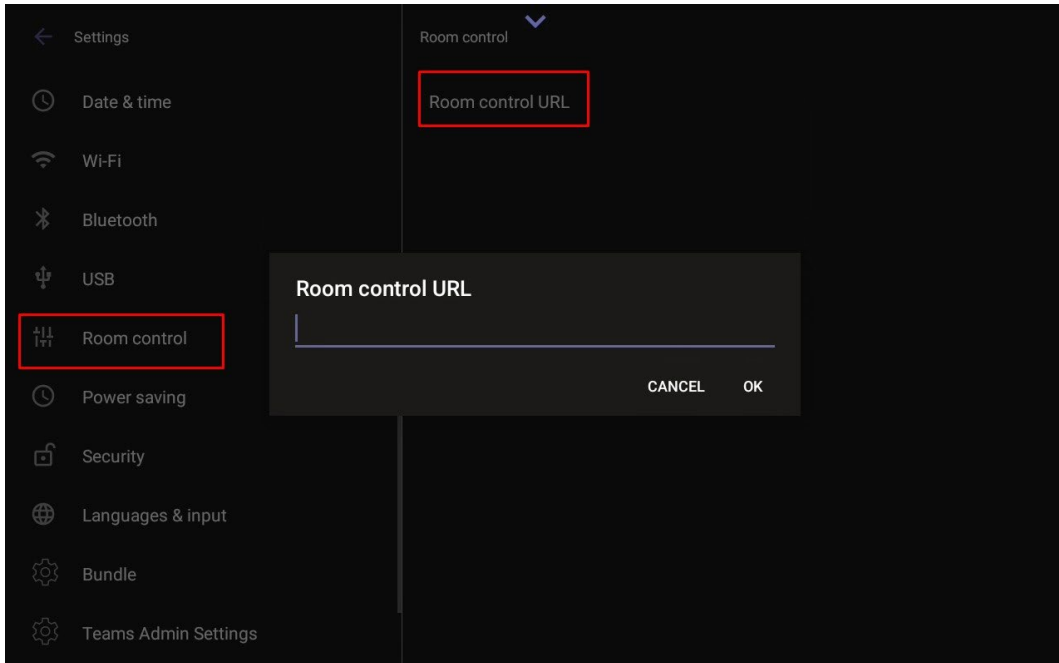 Settings
Date & time
Wi-Fi
Bluetooth
USB
Room control
Power saving
Security
Languages & input
Bundle
Teams Admin Settings
Room control
Room control URL
Room control URL
CANCEL OK